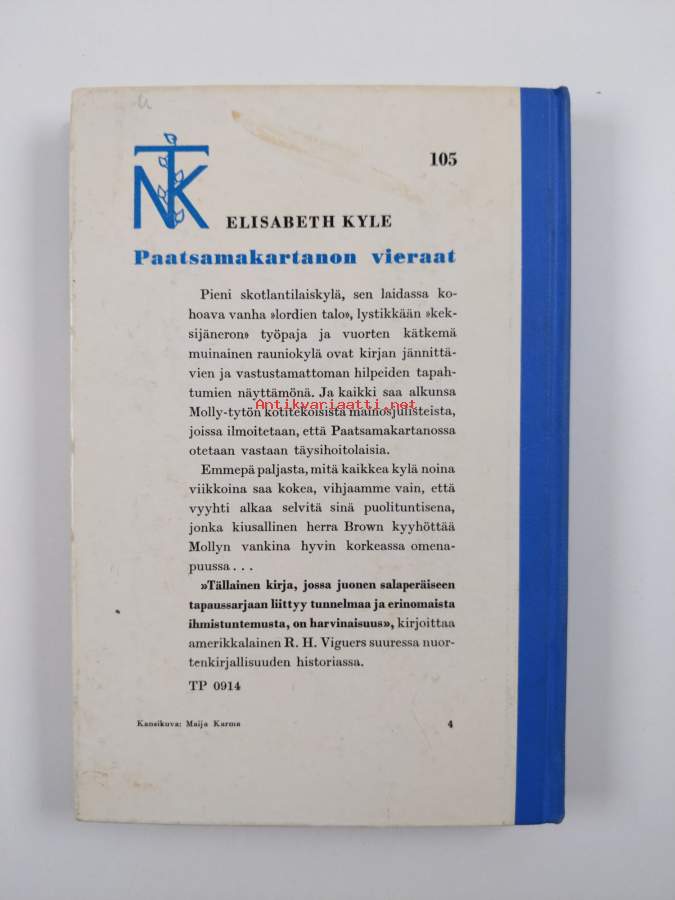 NTK
105
ELISABETH KYLE
Paatsamakartanon vieraat
Pieni skotlantilaiskylä, sen laidassa ko-
hoava vanha »lordien talo», lystikkään »kek-
sijäneron» työpaja ja vuorten kätkemä
muinainen rauniokylä ovat kirjan jännittä-
vien ja vastustamattoman hilpeiden tapah-
tumien näyttämönä. Ja kaikki saa alkunsa
Antikvariaatti.net
Molly-tytön kotitekoisista mainosjulisteista,
joissa ilmoitetaan, että Paatsamakartanossa
otetaan vastaan täysihoitolaisia.
Emmepä paljasta, mitä kaikkea kylä noina
viikkoina saa kokea, vihjaamme vain, että
vyyhti alkaa selvitä sinä puolituntisena,
jonka kiusallinen herra Brown kyyhöttää
Mollyn vankina hyvin korkeassa omena-
puussa . . .
»Tällainen kirja, jossa juonen salaperäiseen
tapaussarjaan liittyy tunnelmaa ja erinomaista
ihmistuntemusta, on harvinaisuus», kirjoittaa
amerikkalainen R. H. Viguers suuressa nuor-
tenkirjallisuuden historiassa.
TP 0914
Kansikuva: Maija Karma
4